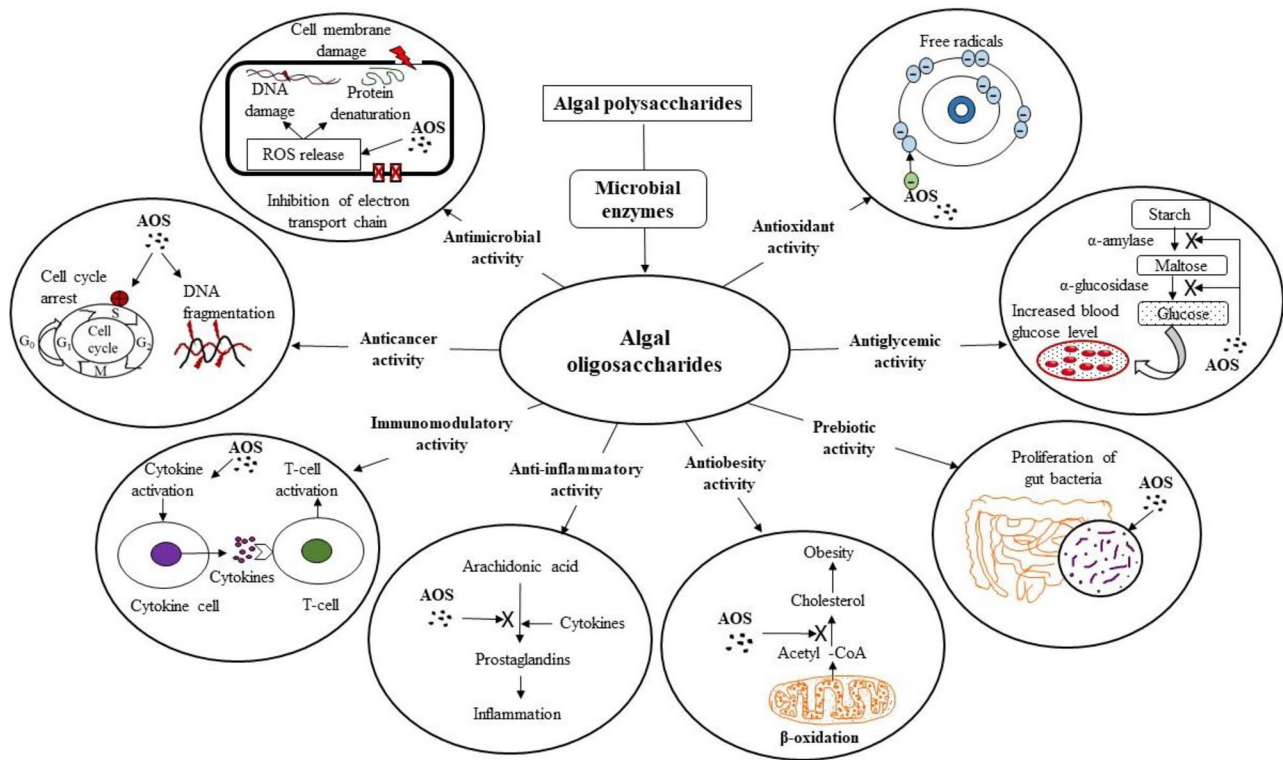 Algal polysaccharides
Microbial
enzymes
Algal
oligosaccharides
Antimicrobial
activity
Cell membrane
damage
DNA
damage
Protein
denaturation
AOS
ROS release
Inhibition of electron
transport chain
Antioxidant
activity
Free radicals
AOS
Anticancer
activity
AOS
Cell cycle
arrest
DNA
fragmentation
S
G0
G1
Cell
cycle
G2
M
Antiglycemic
activity
Starch
α-amylase
X
Maltose
α-glucosidase
X
Glucose
Increased blood
glucose level
AOS
Immunomodulatory
activity
AOS
Cytokine
activation
T-cell
activation
Cytokines
Cytokine cell
T-cell
Anti-inflammatory
activity
Arachidonic acid
AOS
X
Cytokines
Prostaglandins
Inflammation
Antiobesity
activity
Obesity
Cholesterol
AOS
X
Acetyl -CoA
β-oxidation
Prebiotic
activity
Proliferation of
gut bacteria
AOS